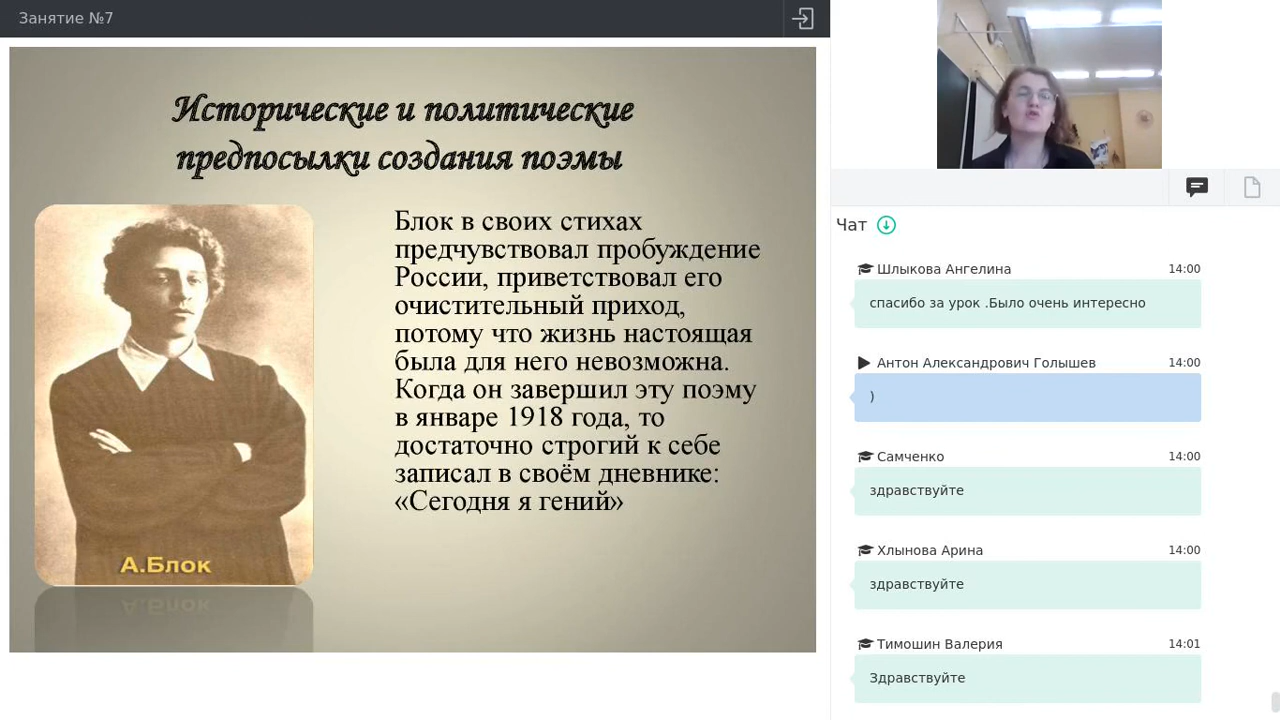 Занятие №7
Исторические и политические
предпосылки создания поэмы
Блок в своих стихах
предчувствовал пробуждение
России, приветствовал его
очистительный приход,
потому что жизнь настоящая
была для него невозможна.
Когда он завершил эту поэму
в январе 1918 года, то
достаточно строгий к себе
записал в своём дневнике:
«Сегодня я гений»
А.Блок
А.Блок
Чат
Шлыкова Ангелина 14:00
спасибо за урок .Было очень интересно
Антон Александрович Голышев 14:00
)
Самченко 14:00
здравствуйте
Хлынова Арина 14:00
здравствуйте
Тимошин Валерия 14:01
Здравствуйте